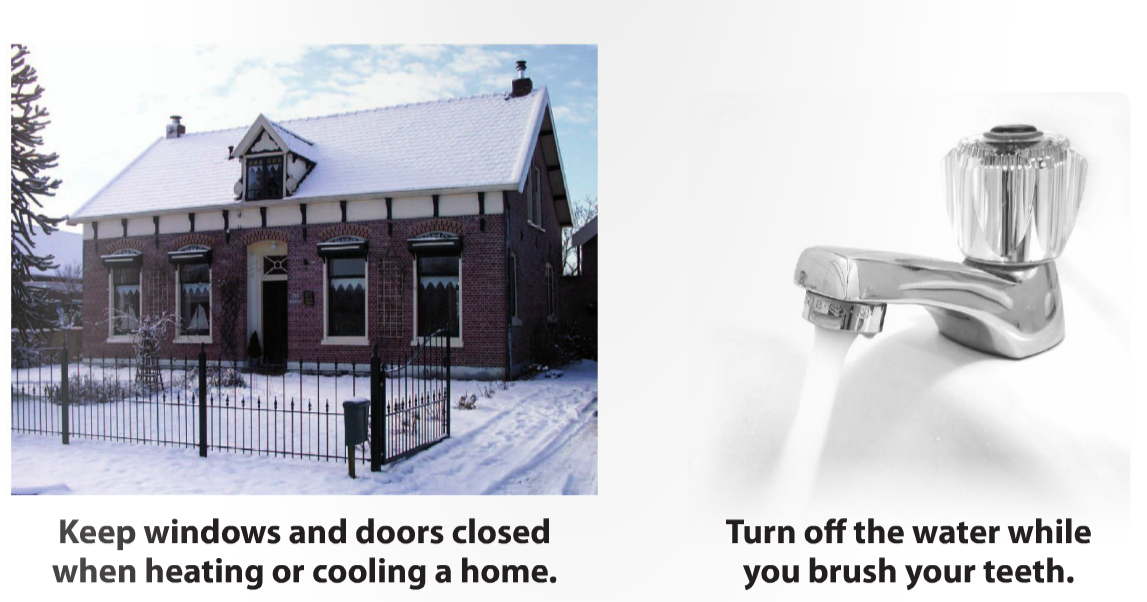 Keep windows and doors closed
when heating or cooling a home.
Turn off the water while
you brush your teeth.